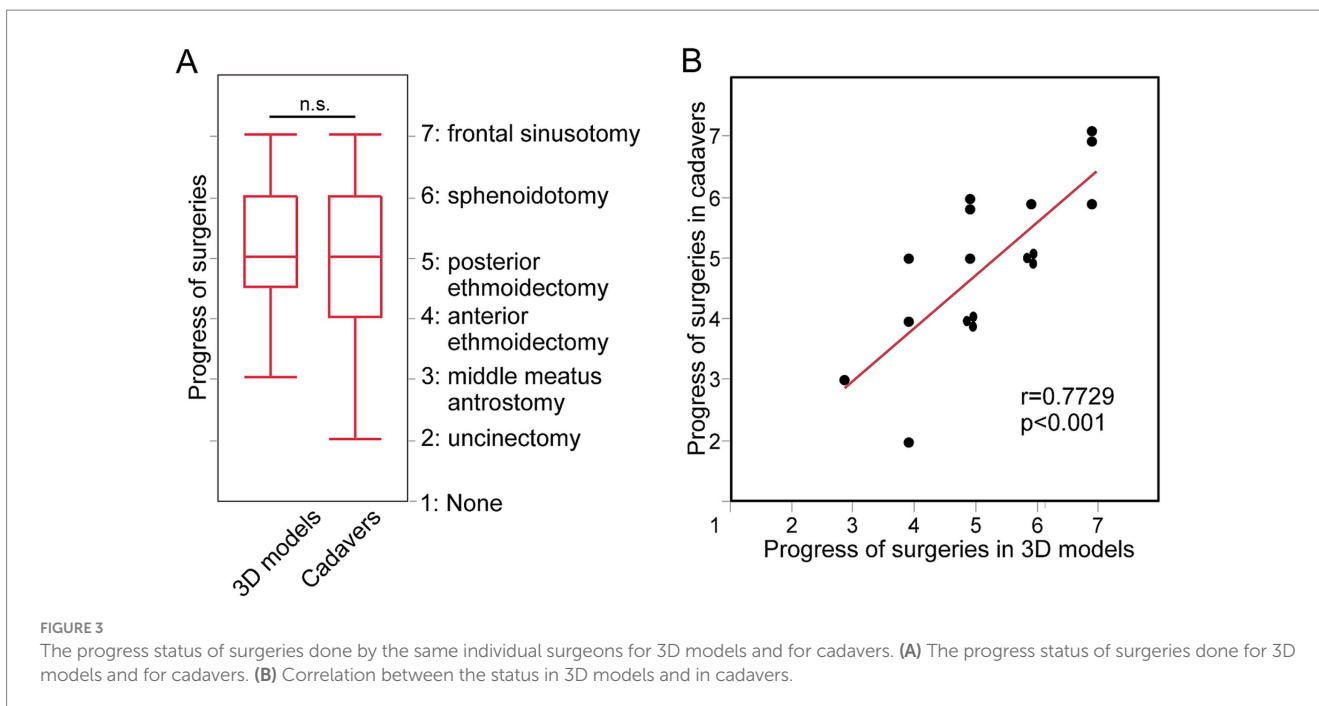 A
n.s.
Progress of surgeries
7: frontal sinusotomy
6: sphenoidotomy
5: posterior
ethmoidectomy
4: anterior
ethmoidectomy
3: middle meatus
antrostomy
2: uncinectomy
1: None
3D models
Cadavers
B
Progress of surgeries in cadavers
7
6
5
4
3
2
r=0.7729
p<0.001
1 2 3 4 5 6 7
Progress of surgeries in 3D models
FIGURE 3
The progress status of surgeries done by the same individual surgeons for 3D models and for cadavers. (A) The progress status of surgeries done for 3D
models and for cadavers. (B) Correlation between the status in 3D models and in cadavers.